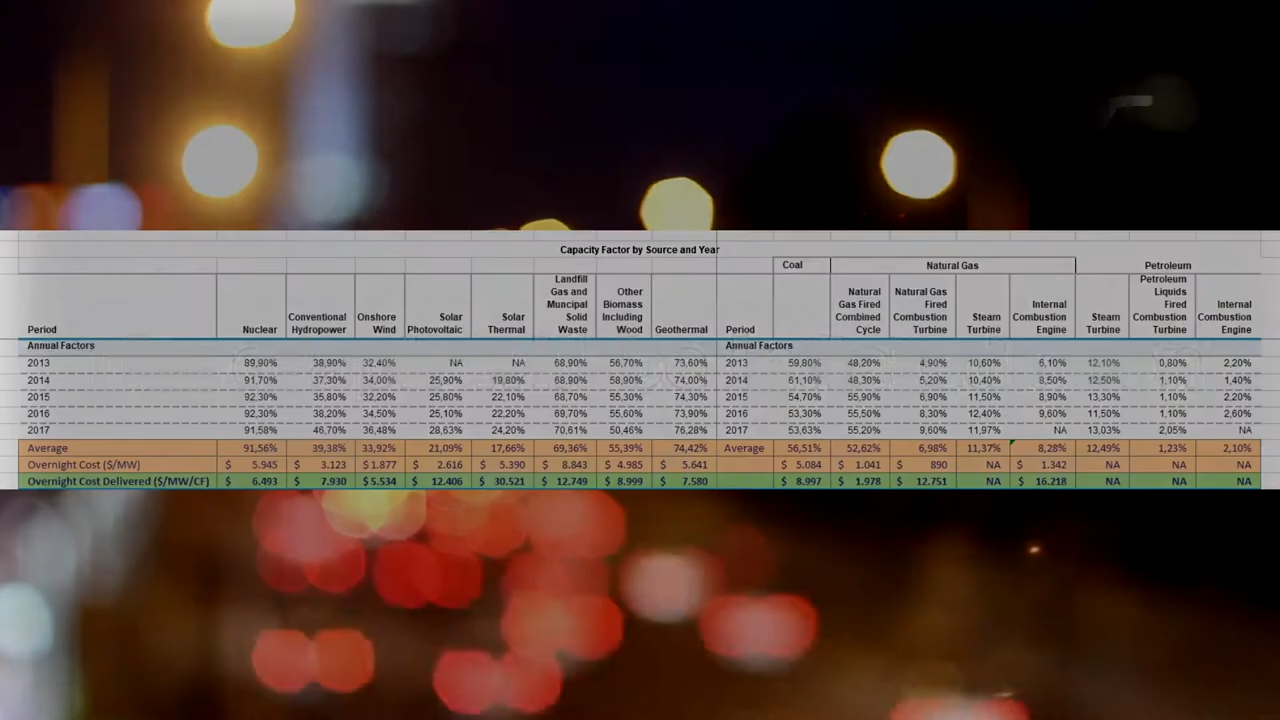 Capacity Factor by Source and Year
Coal Natural Gas Petroleum
Period Nuclear Conventional Hydropower Onshore Wind Solar Photovoltaic Solar Thermal Landfill Gas and Muncipal Solid Waste Other Biomass Including Wood Geothermal Period Natural Gas Fired Combined Cycle Natural Gas Fired Combustion Turbine Steam Turbine Internal Combustion Engine Steam Turbine Petroleum Liquids Fired Combustion Turbine Internal Combustion Engine
Annual Factors Annual Factors
2013 89,90% 38,90% 32,40% NA NA 68,90% 56,70% 73,60% 2013 59,80% 48,20% 4,90% 10,60% 6,10% 12,10% 0,80% 2,20%
2014 91,70% 37,30% 34,00% 25,90% 19,80% 68,90% 58,90% 74,00% 2014 61,10% 48,30% 5,20% 10,40% 8,50% 12,50% 1,10% 1,40%
2015 92,30% 35,80% 32,20% 25,80% 22,10% 68,70% 55,30% 74,30% 2015 54,70% 55,90% 6,90% 11,50% 8,90% 13,30% 1,10% 2,20%
2016 92,30% 38,20% 34,50% 25,10% 22,20% 69,70% 55,60% 73,90% 2016 53,30% 55,50% 8,30% 12,40% 9,60% 11,50% 1,10% 2,60%
2017 91,58% 46,70% 36,48% 28,63% 24,20% 70,61% 50,46% 76,28% 2017 53,63% 55,20% 9,60% 11,97% NA 13,03% 2,05% NA
Average 91,56% 39,38% 33,92% 21,09% 17,66% 69,36% 55,39% 74,42% Average 56,51% 52,62% 6,98% 11,37% 8,28% 12,49% 1,23% 2,10%
Overnight Cost ($/MW) $ 5.945 $ 3.123 $1.877 $ 2.616 $ 5.390 $ 8.843 $ 4.985 $ 5.641 $ 5.084 $ 1.041 $ 890 NA $ 1.342 NA NA NA
Overnight Cost Delivered ($/MW/CF) $ 6.493 $ 7.930 $5.534 $ 12.406 $ 30.521 $ 12.749 $ 8.999 $ 7.580 $ 8.997 $ 1.978 $ 12.751 NA $ 16.218 NA NA NA